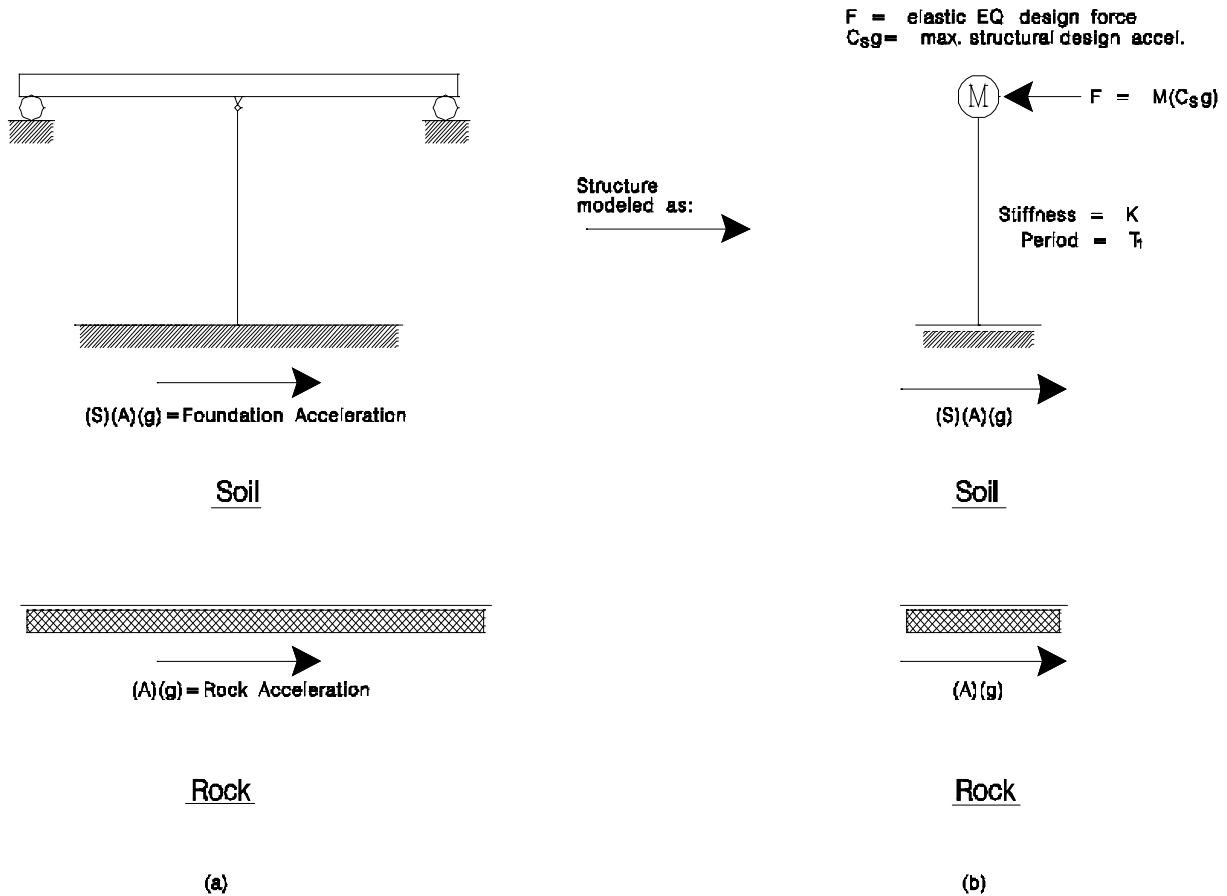 F = elastic EQ design force
Csg= max. structural design accel.
M
F = M(Csg)
Structure
modeled as:
Stiffness = K
Period = T1
(S)(A)(g)=Foundation Acceleration
(S)(A)(g)
Soil
Soil
(A)(g)=Rock Acceleration
(A)(g)
Rock
Rock
(a)
(b)